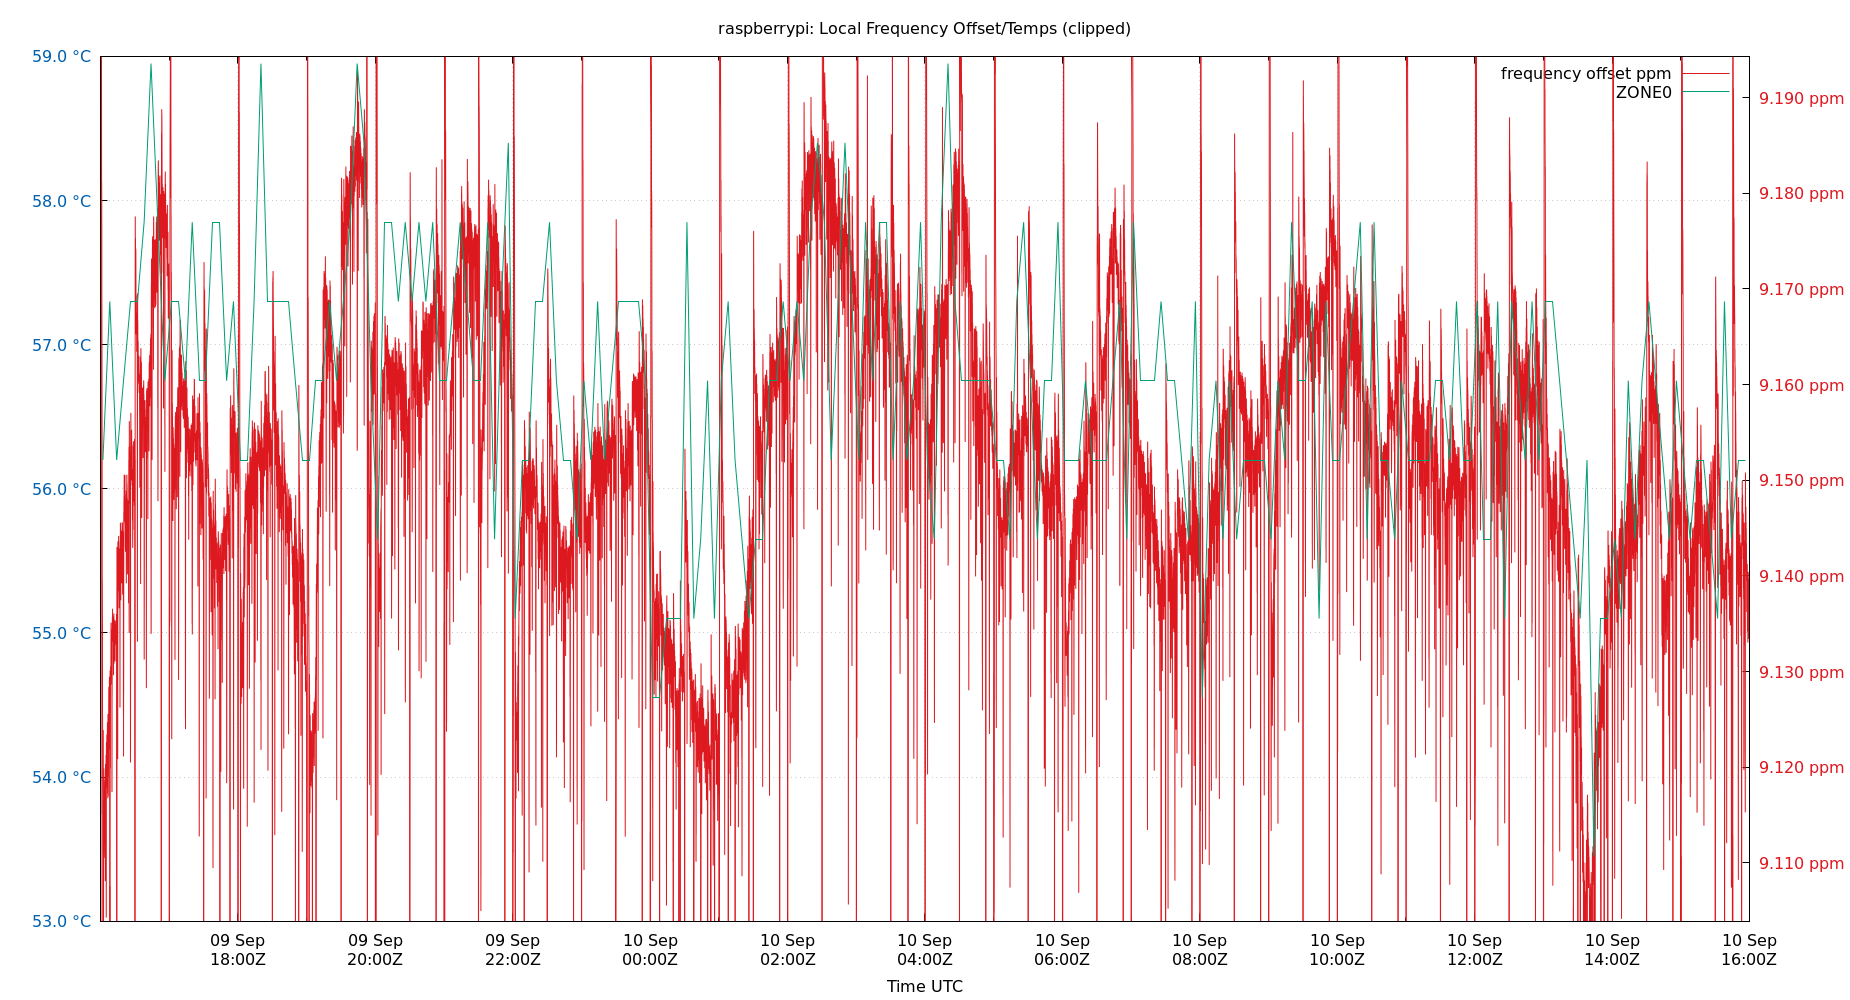 raspberrypi: Local Frequency Offset/Temps (clipped)
frequency offset ppm
ZONE0
59.0 °C
58.0 °C
57.0 °C
56.0 °C
55.0 °C
54.0 °C
53.0 °C
9.190 ppm
9.180 ppm
9.170 ppm
9.160 ppm
9.150 ppm
9.140 ppm
9.130 ppm
9.120 ppm
9.110 ppm
09 Sep 09 Sep 09 Sep 10 Sep 10 Sep 10 Sep 10 Sep 10 Sep 10 Sep 10 Sep 10 Sep 10 Sep
18:00Z 20:00Z 22:00Z 00:00Z 02:00Z 04:00Z 06:00Z 08:00Z 10:00Z 12:00Z 14:00Z 16:00Z
Time UTC